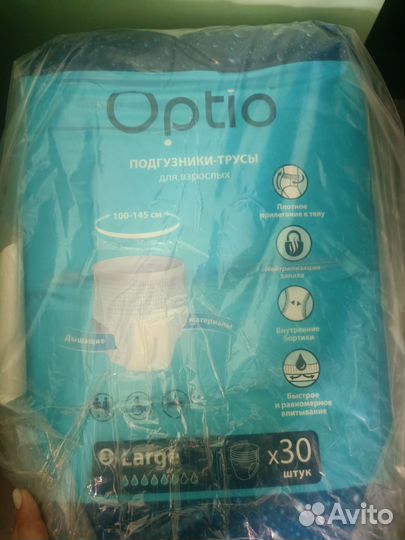 Optio
ПОДГУЗНИКИ-ТРУСЫ
для взрослых
100-145 см
Плотное
прилегание к телу
Нейтрализация
запаха
Дышащие
материалы
Внутренние
бортики
Быстрое
и равномерное
впитывание
Large
x30
штук
Avito